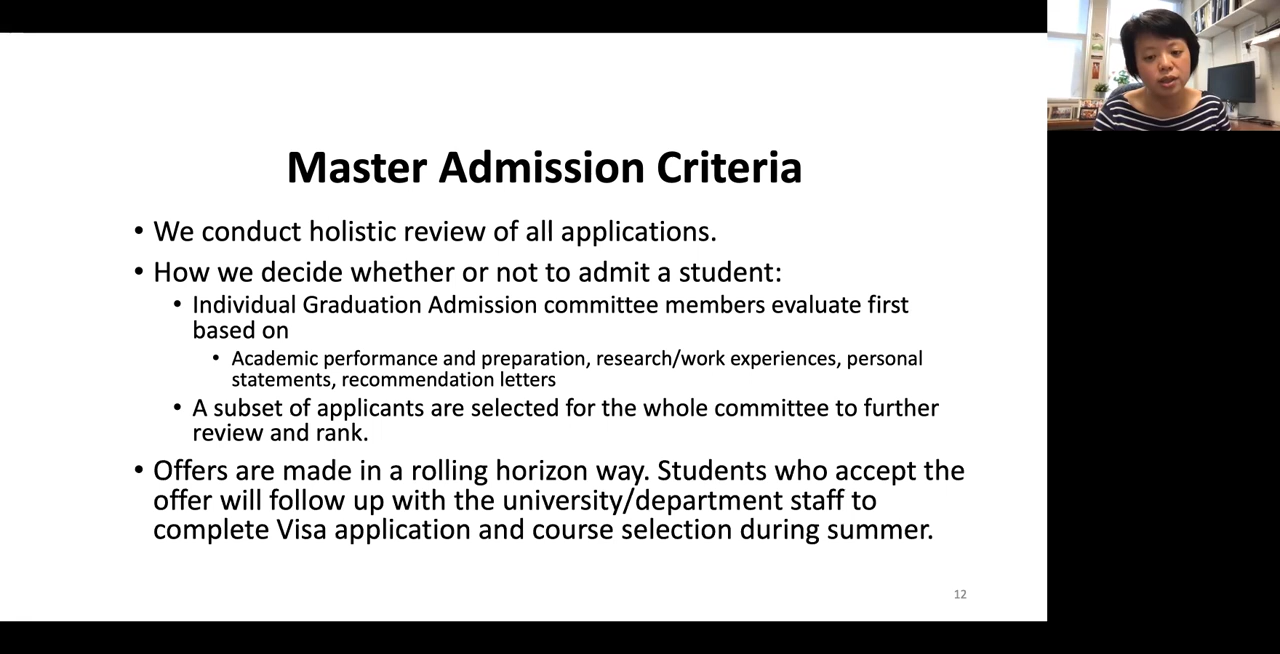 Master Admission Criteria
• We conduct holistic review of all applications.
• How we decide whether or not to admit a student:
• Individual Graduation Admission committee members evaluate first
based on
• Academic performance and preparation, research/work experiences, personal
statements, recommendation letters
• A subset of applicants are selected for the whole committee to further
review and rank.
• Offers are made in a rolling horizon way. Students who accept the
offer will follow up with the university/department staff to
complete Visa application and course selection during summer.
12